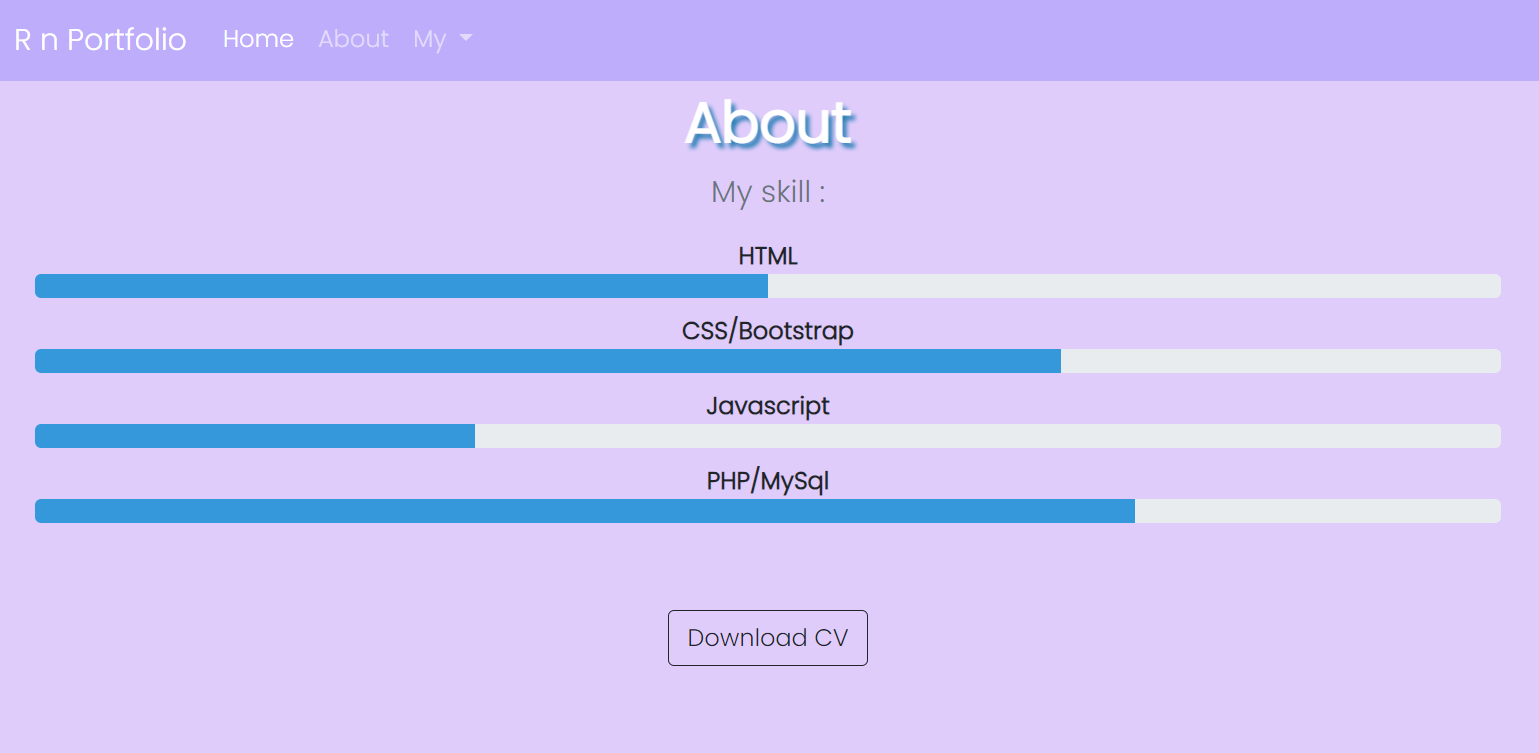 R n Portfolio Home About My
About
My skill :
HTML
CSS/Bootstrap
Javascript
PHP/MySql
Download CV